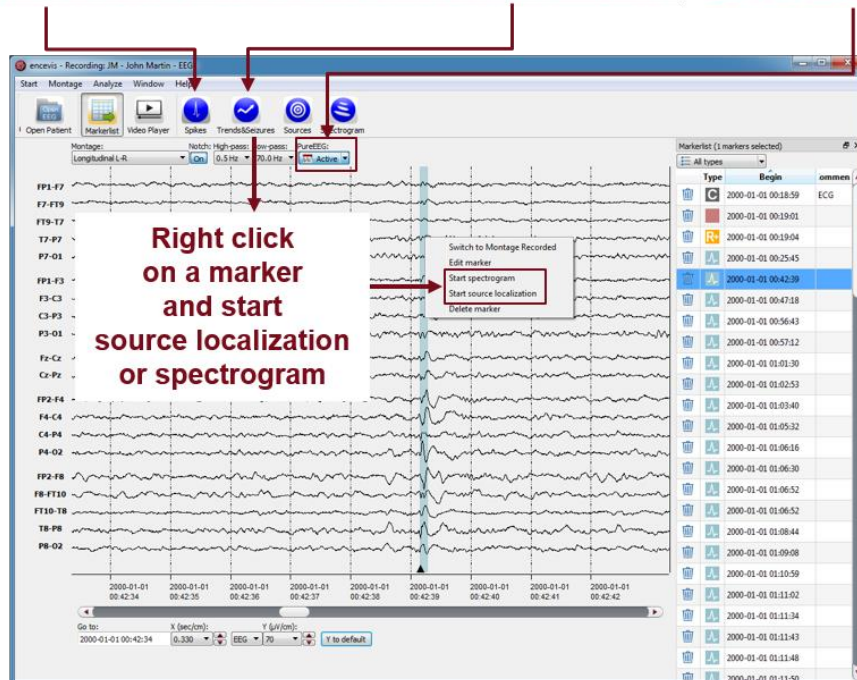 encevis - Recording: JM - John Martin - EEG
Start Montage Analyze Window Help
Open EEG
Open Patient Markerlist Video Player Spikes Trends&Seizures Sources Spectrogram
Montage: Notch: High-pass: Low-pass: PureEEG:
Longitudinal L-R On 0.5 Hz 70.0 Hz Active
Markerlist (1 markers selected)
All types
Type Begin ommen
FP1-F7
F7-FT9
FT9-T7
T7-P7
P7-O1
FP1-F3
F3-C3
C3-P3
P3-O1
Fz-Cz
Cz-Pz
FP2-F4
F4-C4
C4-P4
P4-O2
FP2-F8
F8-FT10
FT10-T8
T8-P8
P8-O2
Right click
on a marker
and start
source localization
or spectrogram
Switch to Montage Recorded
Edit marker
Start spectrogram
Start source localization
Delete marker
C 2000-01-01 00:18:59 ECG
2000-01-01 00:19:01
R+ 2000-01-01 00:19:04
2000-01-01 00:25:45
2000-01-01 00:42:39
2000-01-01 00:47:18
2000-01-01 00:56:43
2000-01-01 00:57:12
2000-01-01 01:01:30
2000-01-01 01:02:53
2000-01-01 01:03:40
2000-01-01 01:05:32
2000-01-01 01:06:16
2000-01-01 01:06:30
2000-01-01 01:06:52
2000-01-01 01:06:52
2000-01-01 01:08:44
2000-01-01 01:09:08
2000-01-01 01:10:59
2000-01-01 01:11:02
2000-01-01 01:11:34
2000-01-01 01:11:43
2000-01-01 01:11:48
2000-01-01 01:11:50
2000-01-01 2000-01-01 2000-01-01 2000-01-01 2000-01-01 2000-01-01 2000-01-01 2000-01-01 2000-01-01
00:42:34 00:42:35 00:42:36 00:42:37 00:42:38 00:42:39 00:42:40 00:42:41 00:42:42
Go to: X (sec/cm): Y (µV/cm):
2000-01-01 00:42:34 0.330 EEG 70 Y to default